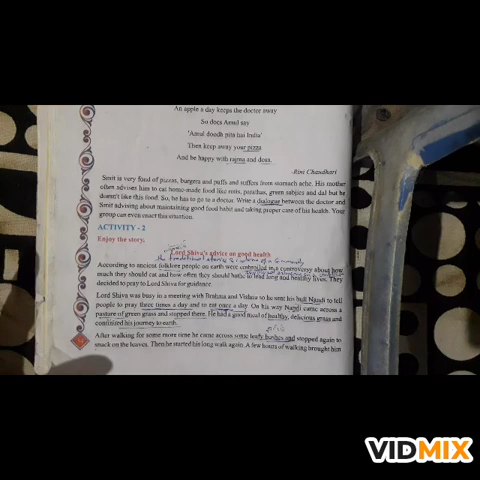 An apple a day keeps the doctor away
So does Amul say
'Amul doodh pita hai India'
Then keep away your pizza
And be happy with rajma and dosa.
-Rini Chandhari
Smit is very fond of pizzas, burgers and puffs and suffers from stomach ache. His mother
often advises him to eat home-made food like rotis, parathas, green sabjies and dal but he
doesn't like this food. So, he has to go to a doctor. Write a dialogue between the doctor and
Smit advising about maintaining good food habit and taking proper care of his health. Your
group can even enact this situation.
ACTIVITY - 2
Enjoy the story.
Lord Shiva's advice on good health
the traditional stories of a community
According to ancient folklore people on earth were embroiled in a controversy about how
much they should eat and how often they should bathe to lead long and healthy lives. They
decided to pray to Lord Shiva for guidance.
Lord Shiva was busy in a meeting with Brahma and Vishnu so he sent his bull Nandi to tell
people to pray three times a day and to eat once a day. On his way Nandi came across a
pasture of green grass and stopped there. He had a good meal of healthy, delicious grass and
continued his journey to earth.
After walking for some more time he came across some leafy bushes and stopped again to
snack on the leaves. Then he started his long walk again. A few hours of walking brought him
VIDMIX